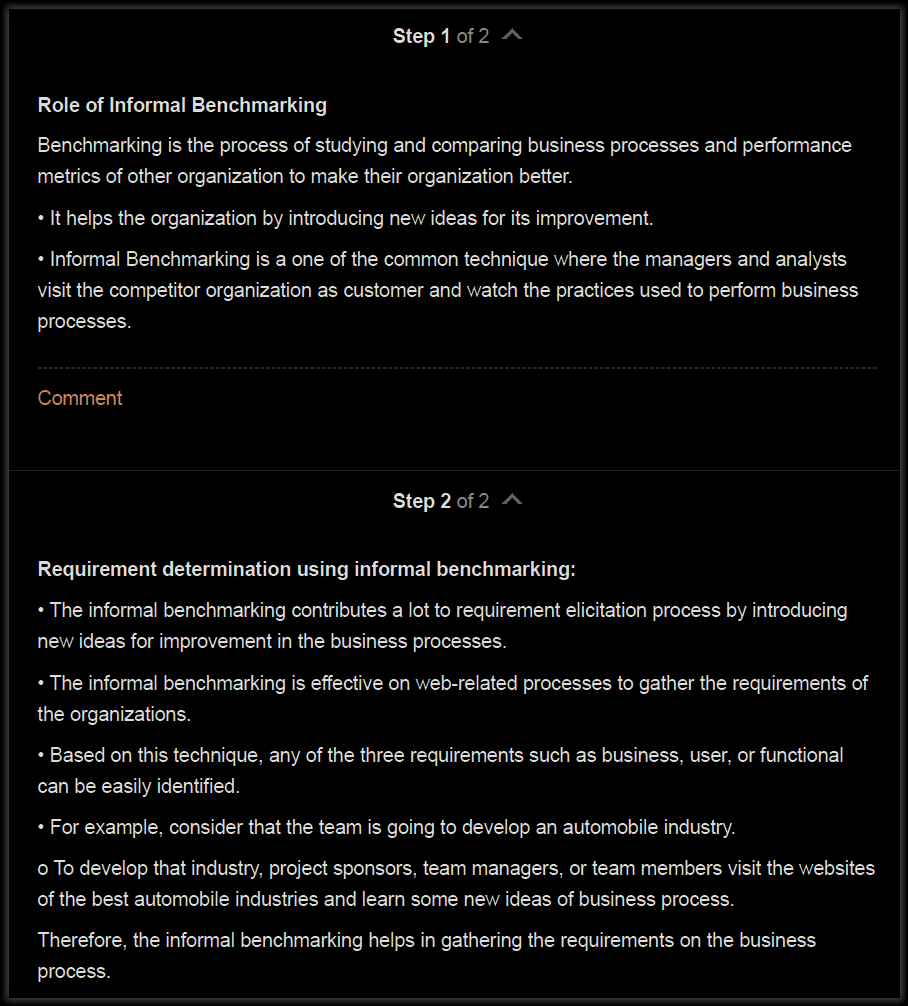 Step 1 of 2
Role of Informal Benchmarking
Benchmarking is the process of studying and comparing business processes and performance
metrics of other organization to make their organization better.
• It helps the organization by introducing new ideas for its improvement.
• Informal Benchmarking is a one of the common technique where the managers and analysts
visit the competitor organization as customer and watch the practices used to perform business
processes.
Comment
Step 2 of 2
Requirement determination using informal benchmarking:
• The informal benchmarking contributes a lot to requirement elicitation process by introducing
new ideas for improvement in the business processes.
• The informal benchmarking is effective on web-related processes to gather the requirements of
the organizations.
• Based on this technique, any of the three requirements such as business, user, or functional
can be easily identified.
• For example, consider that the team is going to develop an automobile industry.
o To develop that industry, project sponsors, team managers, or team members visit the websites
of the best automobile industries and learn some new ideas of business process.
Therefore, the informal benchmarking helps in gathering the requirements on the business
process.